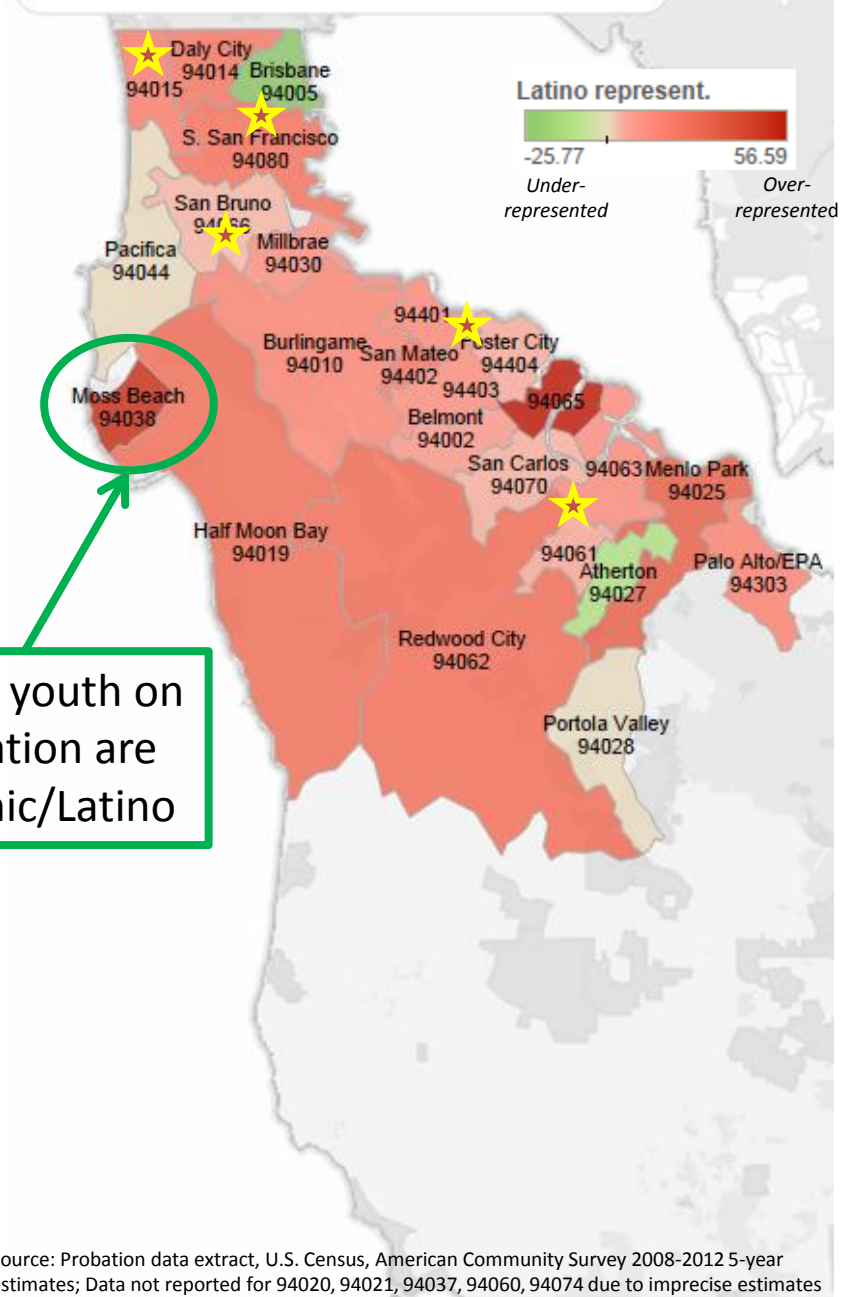 Daly City
94014
94015
Brisbane
94005
Latino represent.
-25.77
56.59
Under-
represented
Over-
represented
S. San Francisco
94080
San Bruno
94066
Millbrae
94030
Pacifica
94044
94401
Foster City
94404
Burlingame
94010
San Mateo
94402
94403
94065
Moss Beach
94038
Belmont
94002
San Carlos
94070
94063
Menlo Park
94025
Half Moon Bay
94019
94061
Atherton
94027
Palo Alto/EPA
94303
Redwood City
94062
youth on
ation are
nic/Latino
Portola Valley
94028
ource: Probation data extract, U.S. Census, American Community Survey 2008-2012 5-year
stimates; Data not reported for 94020, 94021, 94037, 94060, 94074 due to imprecise estimates